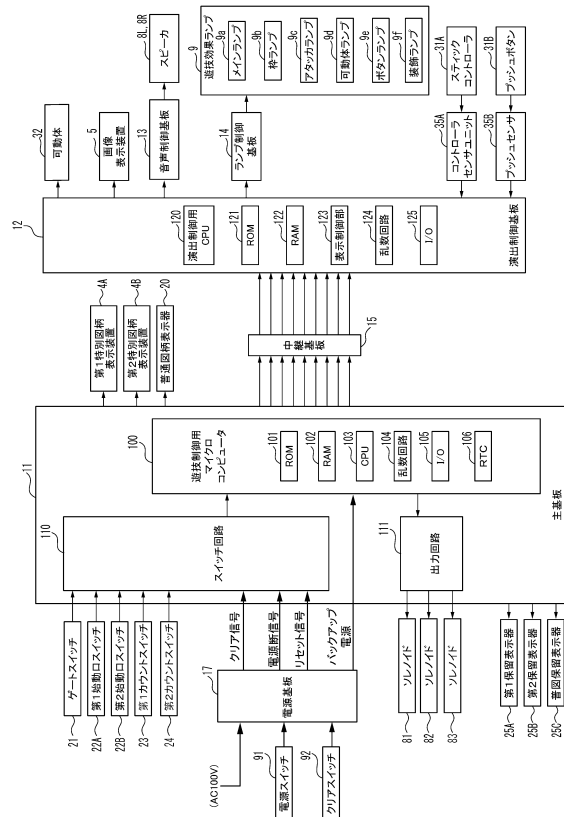 32
可動体
5
画像
表示装置
8L、8R
スピーカ
13
音声制御基板
9
遊技効果ランプ
9a
メインランプ
9b
枠ランプ
9c
アタッカランプ
9d
可動体ランプ
9e
ボタンランプ
9f
装飾ランプ
14
ランプ制御
基板
31A
スティック
コントローラ
35A
コントローラ
センサユニット
31B
プッシュボタン
35B
プッシュセンサ
12
120
演出制御用
CPU
121
ROM
122
RAM
123
表示制御部
124
乱数回路
125
I/O
演出制御基板
4A
第1特別図柄
表示装置
4B
第2特別図柄
表示装置
20
普通図柄表示器
15
中継
基板
11
100
遊技制御用
マイクロ
コンピュータ
101
ROM
102
RAM
103
CPU
104
乱数回路
105
I/O
106
RTC
主基板
110
スイッチ回路
111
出力回路
クリア信号
電源断信号
リセット信号
バックアップ
電源
21
ゲートスイッチ
22A
第1始動口スイッチ
22B
第2始動口スイッチ
23
第1カウントスイッチ
24
第2カウントスイッチ
17
電源基板
(AC100V)
91
電源スイッチ
92
クリアスイッチ
81
ソレノイド
82
ソレノイド
83
ソレノイド
25A
第1保留表示器
25B
第2保留表示器
25C
普図保留表示器